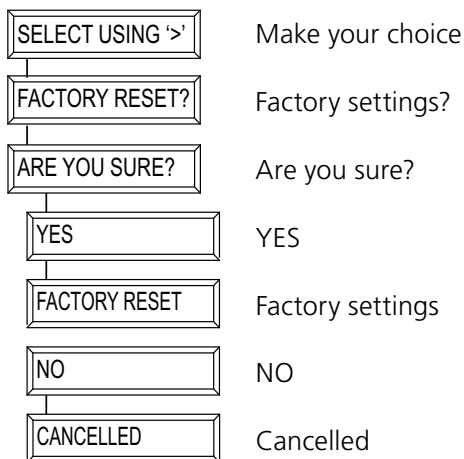 SELECT USING ‘>’ Make your choice
FACTORY RESET? Factory settings?
ARE YOU SURE? Are you sure?
YES YES
FACTORY RESET Factory settings
NO NO
CANCELLED Cancelled